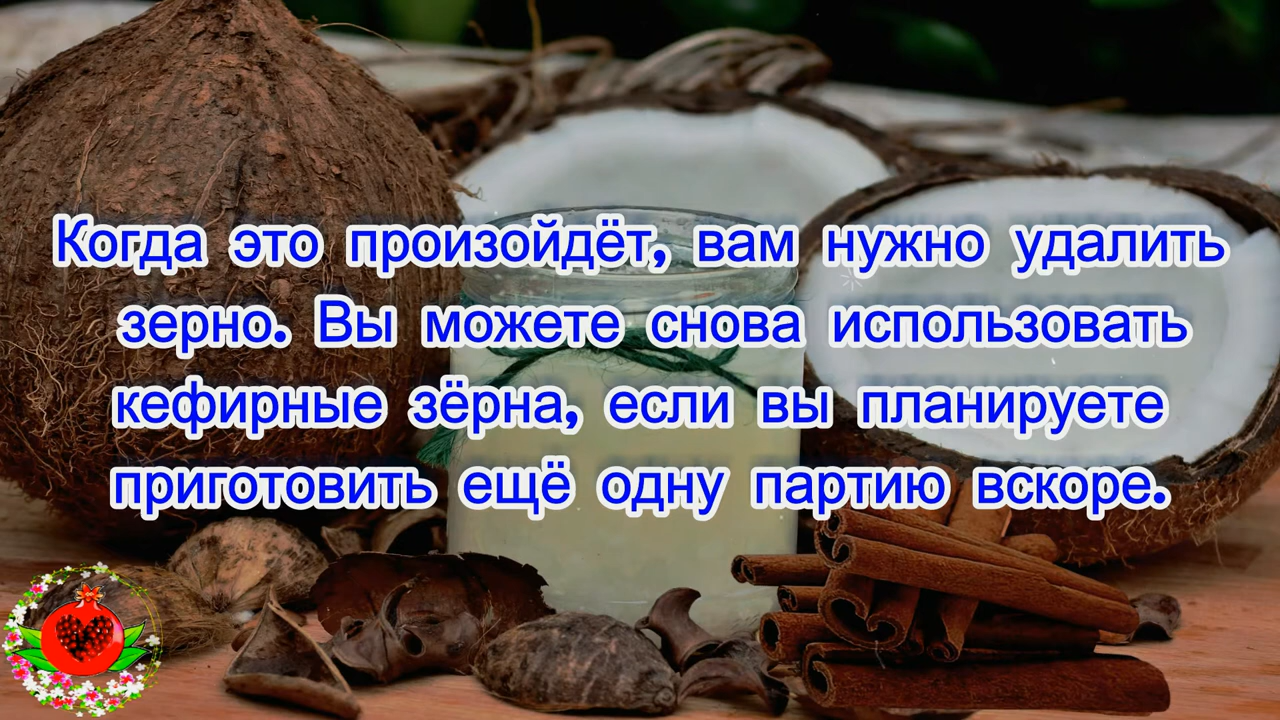 Когда это произойдёт, вам нужно удалить
зерно. Вы можете снова использовать
кефирные зёрна, если вы планируете
приготовить ещё одну партию вскоре.